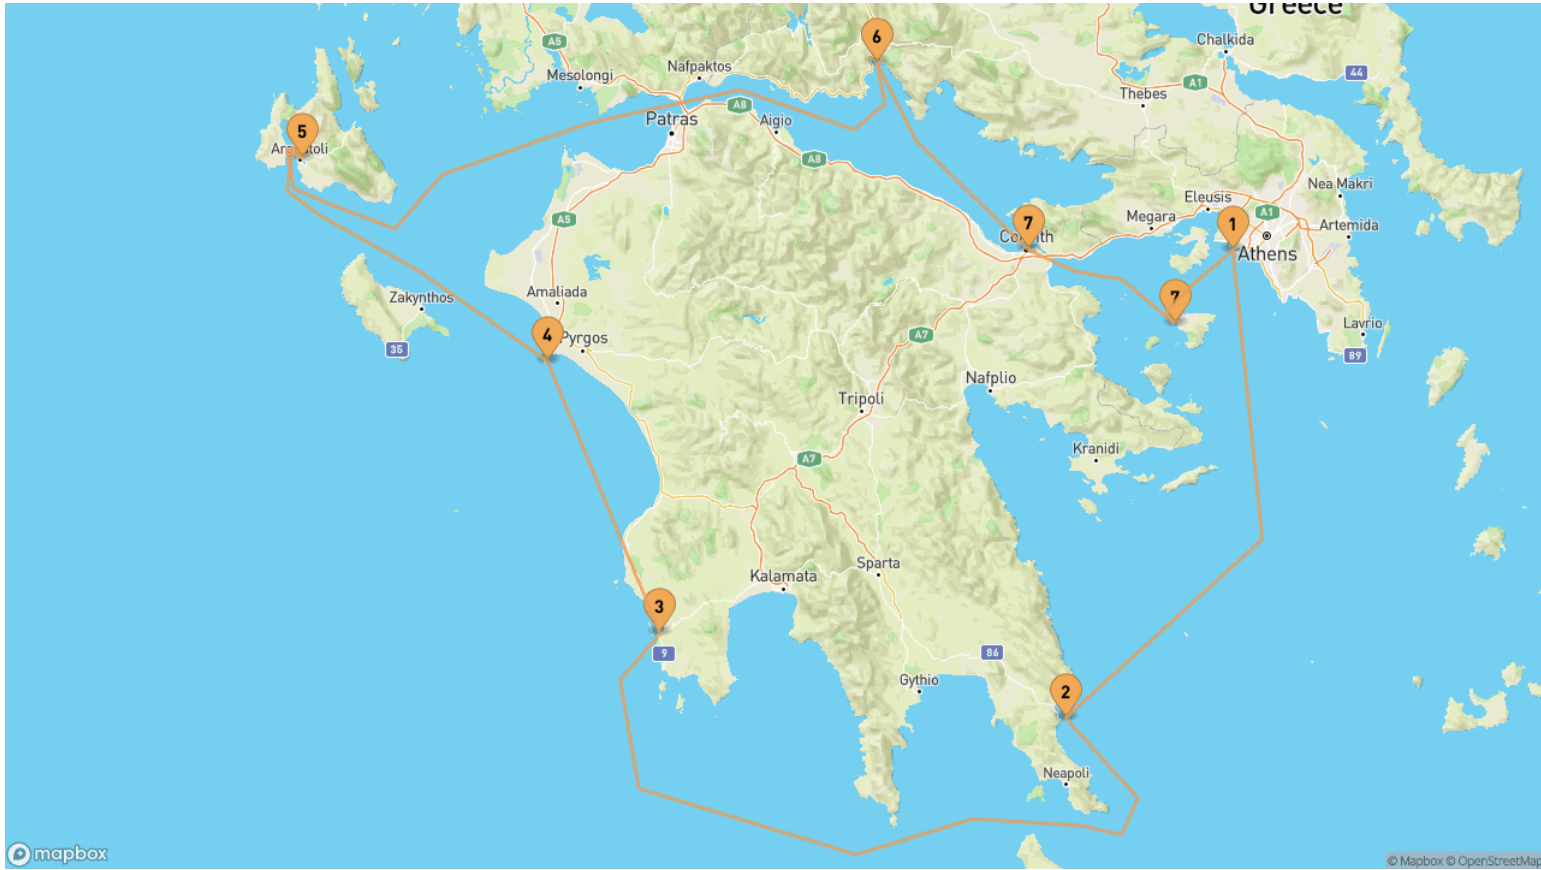 Greece
6
A5
Chalkida
Nafpaktos
Mesolongi
44
A1
Thebes
A8
5
Patras
Aigio
Argostoli
A8
Nea Makri
Eleusis
A5
7
Megara
A1
1
Artemida
Corinth
Athens
Amaliada
Zakynthos
7
Lavrio
4
Pyrgos
A7
35
89
Nafplio
Tripoli
Kranidi
A7
Sparta
Kalamata
3
9
86
Gythio
2
Neapoli
mapbox
© Mapbox © OpenStreetMap